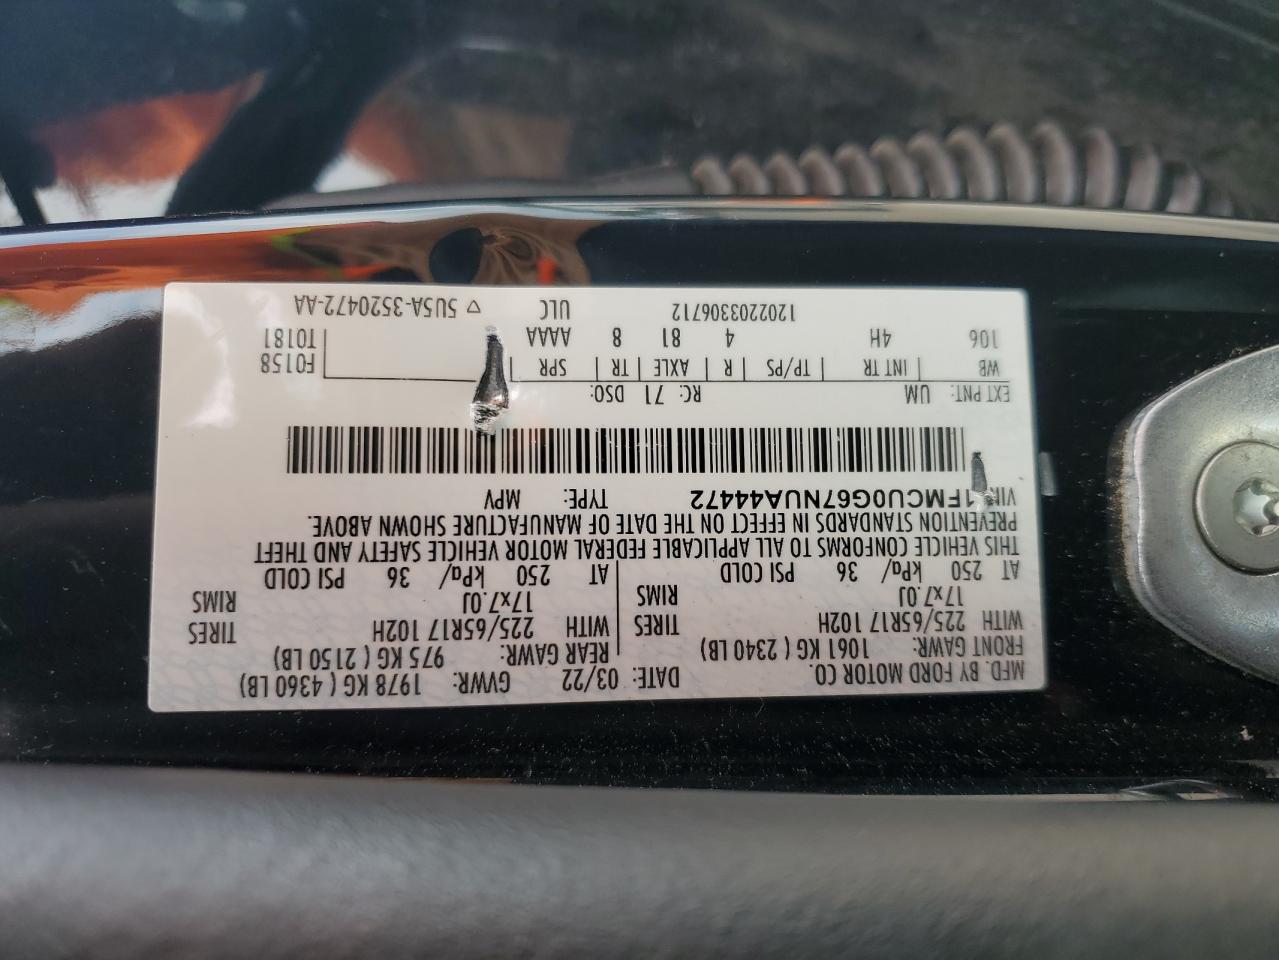 MFD. BY FORD MOTOR CO.
DATE: 03/22 GVWR: 1978 KG ( 4360 LB)
FRONT GAWR: 1061 KG ( 2340 LB) REAR GAWR: 975 KG ( 2150 LB)
WITH 225/65R17 102H TIRES WITH 225/65R17 102H TIRES
17x7.0J RIMS 17x7.0J RIMS
AT 250 kPa/ 36 PSI COLD AT 250 kPa/ 36 PSI COLD
THIS VEHICLE CONFORMS TO ALL APPLICABLE FEDERAL MOTOR VEHICLE SAFETY AND THEFT
PREVENTION STANDARDS IN EFFECT ON THE DATE OF MANUFACTURE SHOWN ABOVE.
VIN: 1FMCU0G67NUA44472 TYPE: MPV
EXT PNT: UM RC: 71 DSO:
WB INT TR TP/PS R AXLE TR SPR F0158
106 4H 4 81 8 AAAA T0181
1202203306712 ULC ▽ 5U5A-3520472-AA